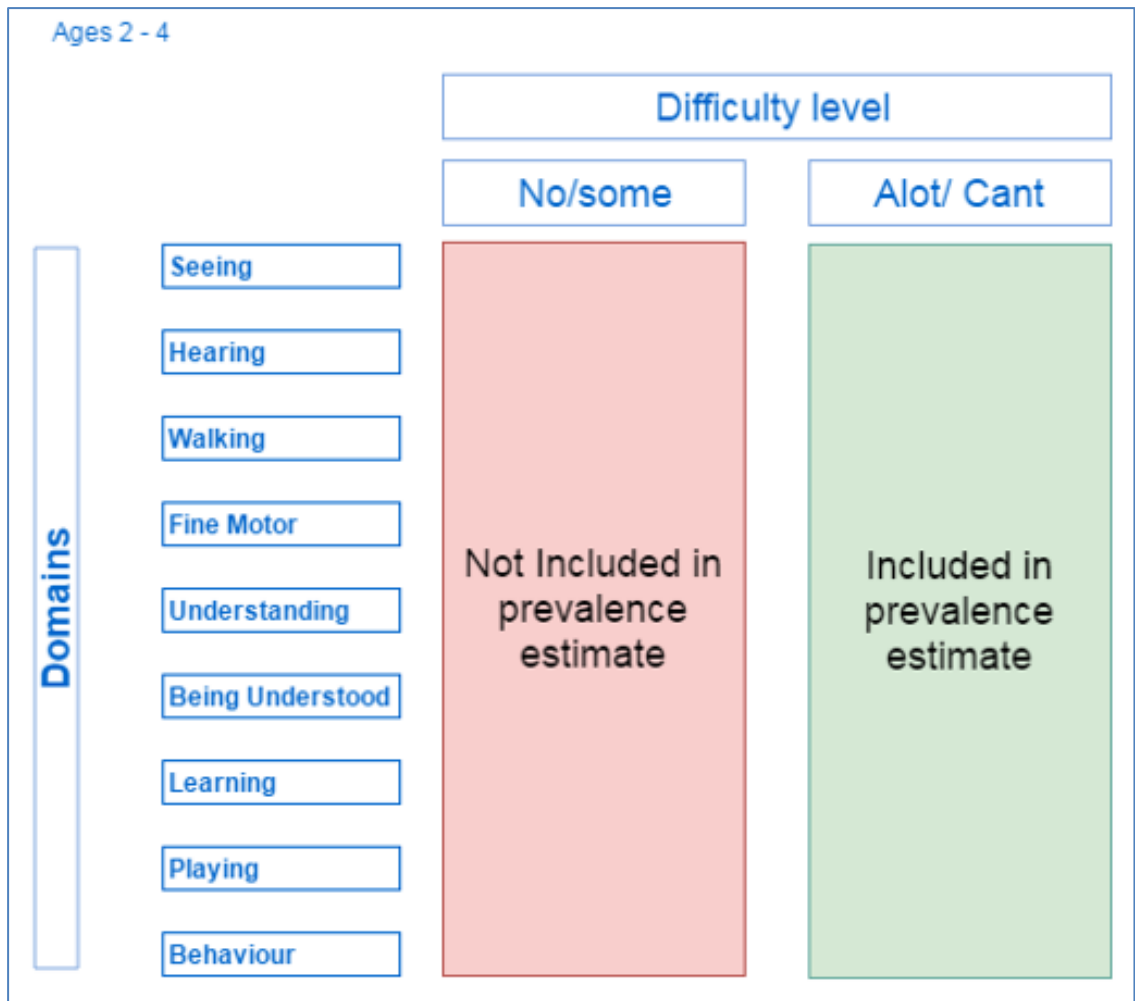 Ages 2 - 4
Difficulty level
No/some
Alot/ Cant
Domains
Seeing
Hearing
Walking
Fine Motor
Understanding
Being Understood
Learning
Playing
Behaviour
Not Included in
prevalence
estimate
Included in
prevalence
estimate